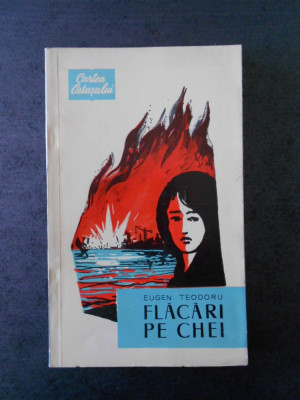 Cartea
Ostașului
EUGEN TEODORU
FLĂCĂRI
PE CHEI